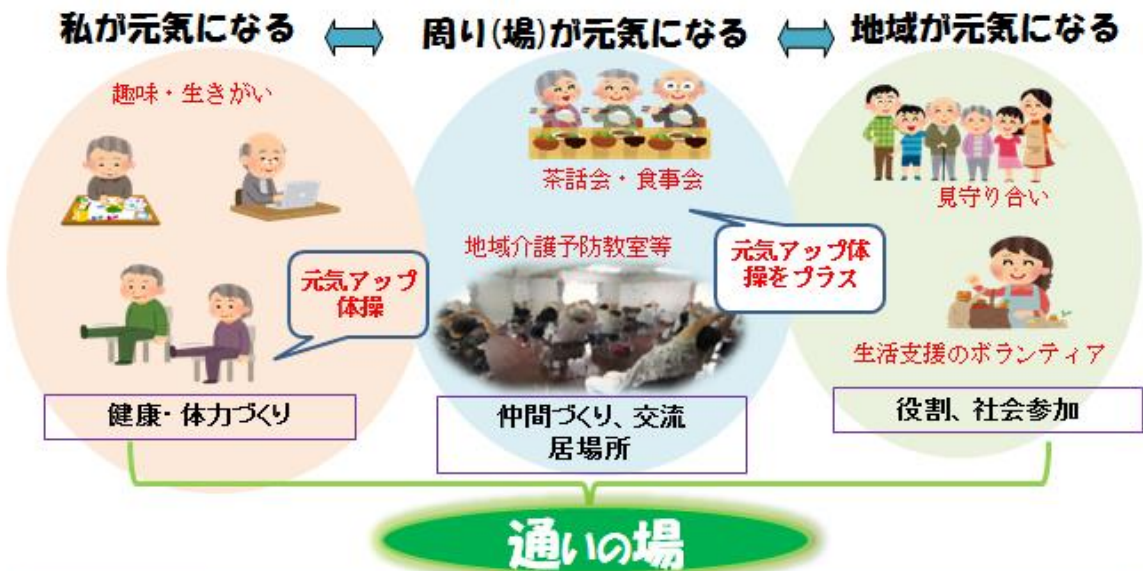 私が元気になる
周り(場)が元気になる
地域が元気になる
趣味・生きがい
元気アップ
体操
健康・体力づくり
茶話会・食事会
地域介護予防教室等
元気アップ体
操をプラス
仲間づくり、交流
居場所
見守り合い
生活支援のボランティア
役割、社会参加
通いの場